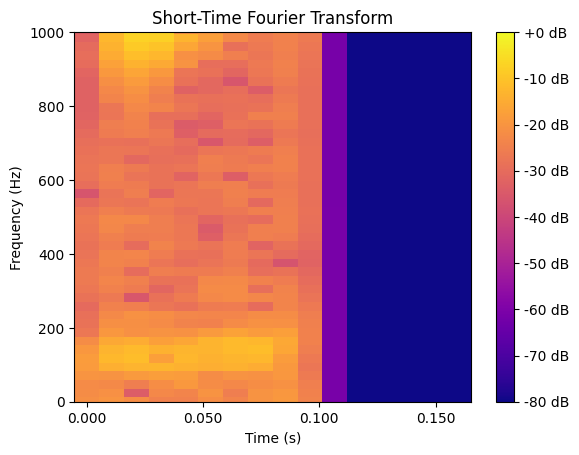 Short-Time Fourier Transform
1000
800
600
400
200
0
Frequency (Hz)
0.000
0.050
0.100
0.150
Time (s)
+0 dB
-10 dB
-20 dB
-30 dB
-40 dB
-50 dB
-60 dB
-70 dB
-80 dB